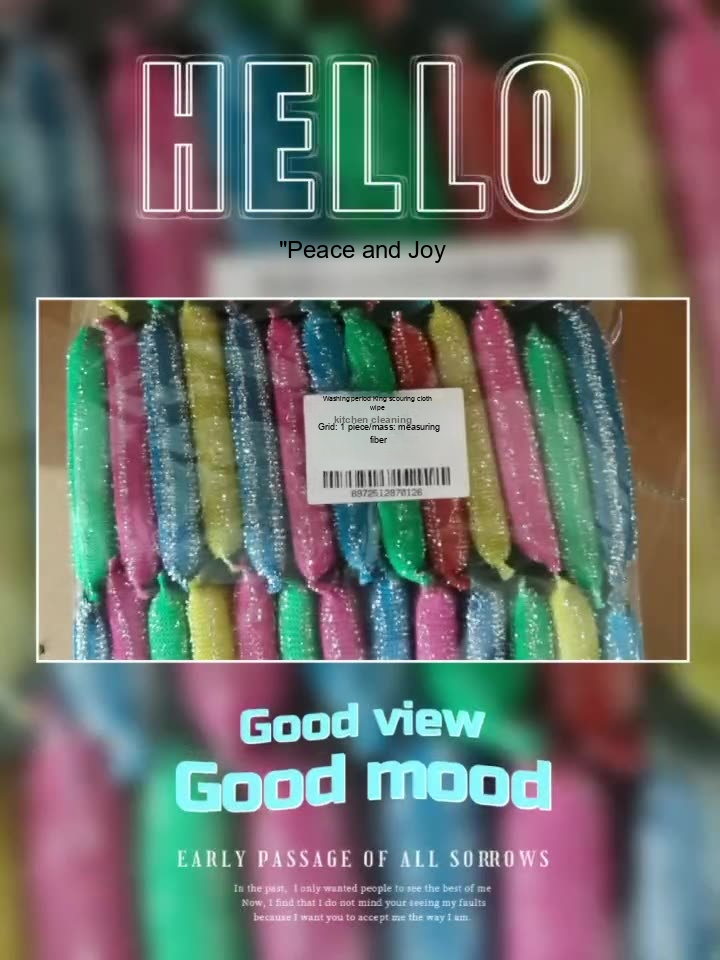 HELLO
"Peace and Joy
Washing period King scouring cloth
wipe
kitchen cleaning
Grid: 1 piece/mass: measuring
fiber
Good view
Good mood
EARLY PASSAGE OF ALL SORROWS
In the past, I only wanted people to see the best of me
Now, I find that I do not mind your seeing my faults
because I want you to accept me the way I am.